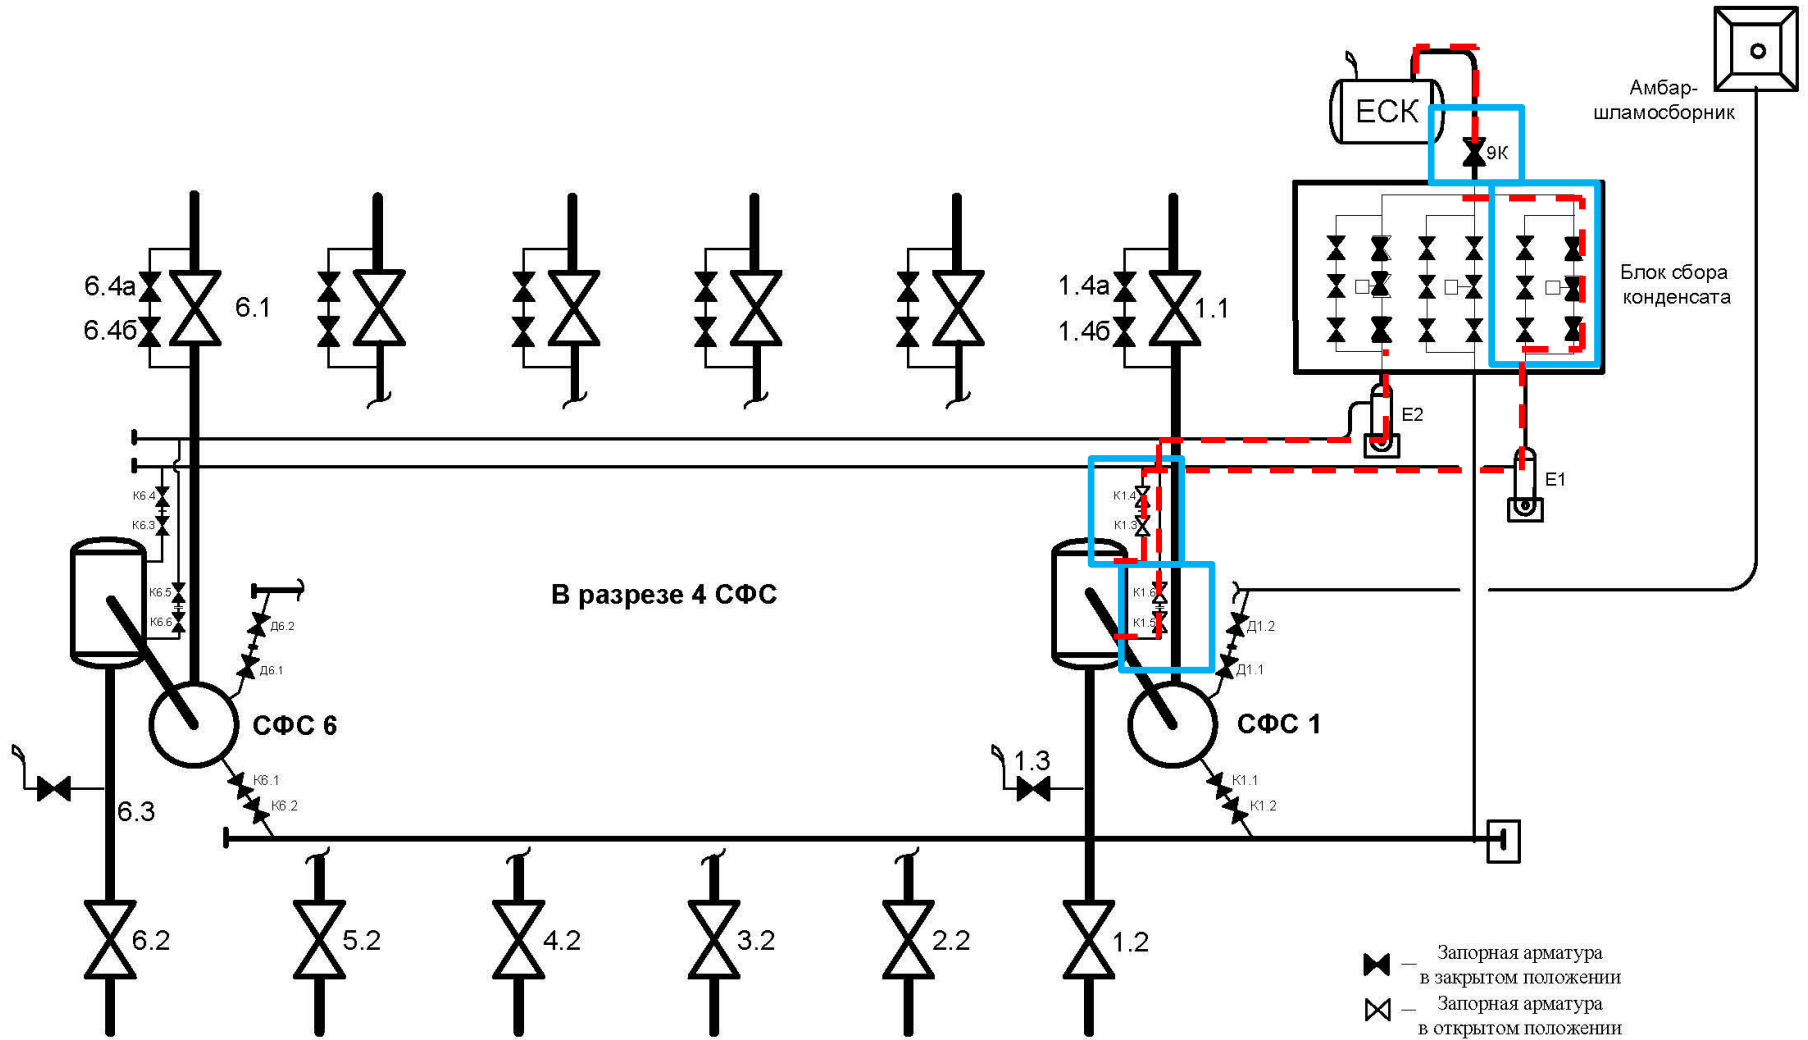 Амбар-
шламосборник
ЕСК
9К
Блок сбора
конденсата
6.4а
6.4б
6.1
1.4а
1.4б
1.1
Е2
Е1
К6.4
К6.3
К1.4
К1.3
В разрезе 4 СФС
К6.5
К6.6
Д6.2
Д6.1
К1.6
К1.5
Д1.2
Д1.1
СФС 6
СФС 1
К6.1
К6.2
6.3
1.3
К1.1
К1.2
6.2
5.2
4.2
3.2
2.2
1.2
— Запорная арматура
в закрытом положении
— Запорная арматура
в открытом положении